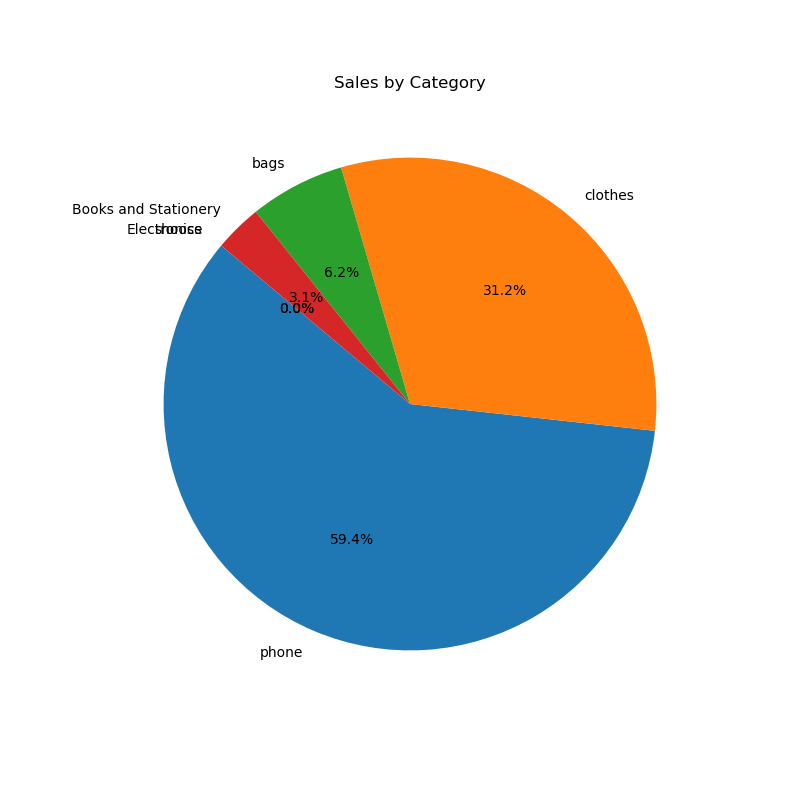 Sales by Category
bags
clothes
Books and Stationery
31.2%
6.2%
3.1%
0.0%
59.4%
phone